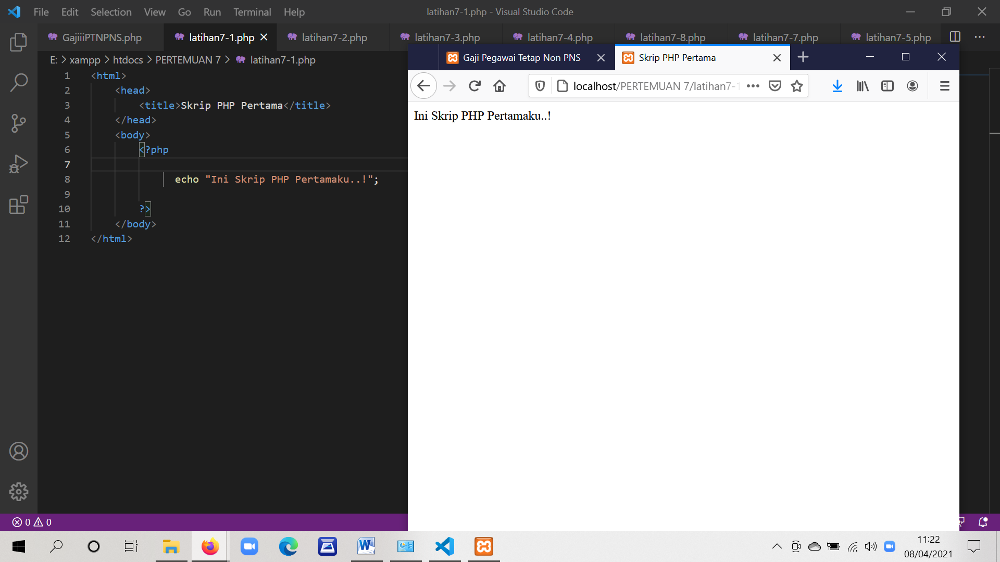 File Edit Selection View Go Run Terminal Help
latihan7-1.php - Visual Studio Code
GajiiiPTNPNS.php latihan7-1.php latihan7-2.php latihan7-3.php latihan7-4.php latihan7-8.php latihan7-7.php latihan7-5.php
E: > xampp > htdocs > PERTEMUAN 7 > latihan7-1.php
1 <html>
2 <head>
3 <title>Skrip PHP Pertama</title>
4 </head>
5 <body>
6 <?php
7
8 echo "Ini Skrip PHP Pertamaku..!";
9
10 ?>
11 </body>
12 </html>
0 0
Gaji Pegawai Tetap Non PNS
Skrip PHP Pertama
localhost/PERTEMUAN 7/latihan7-1
Ini Skrip PHP Pertamaku..!
11:22
08/04/2021